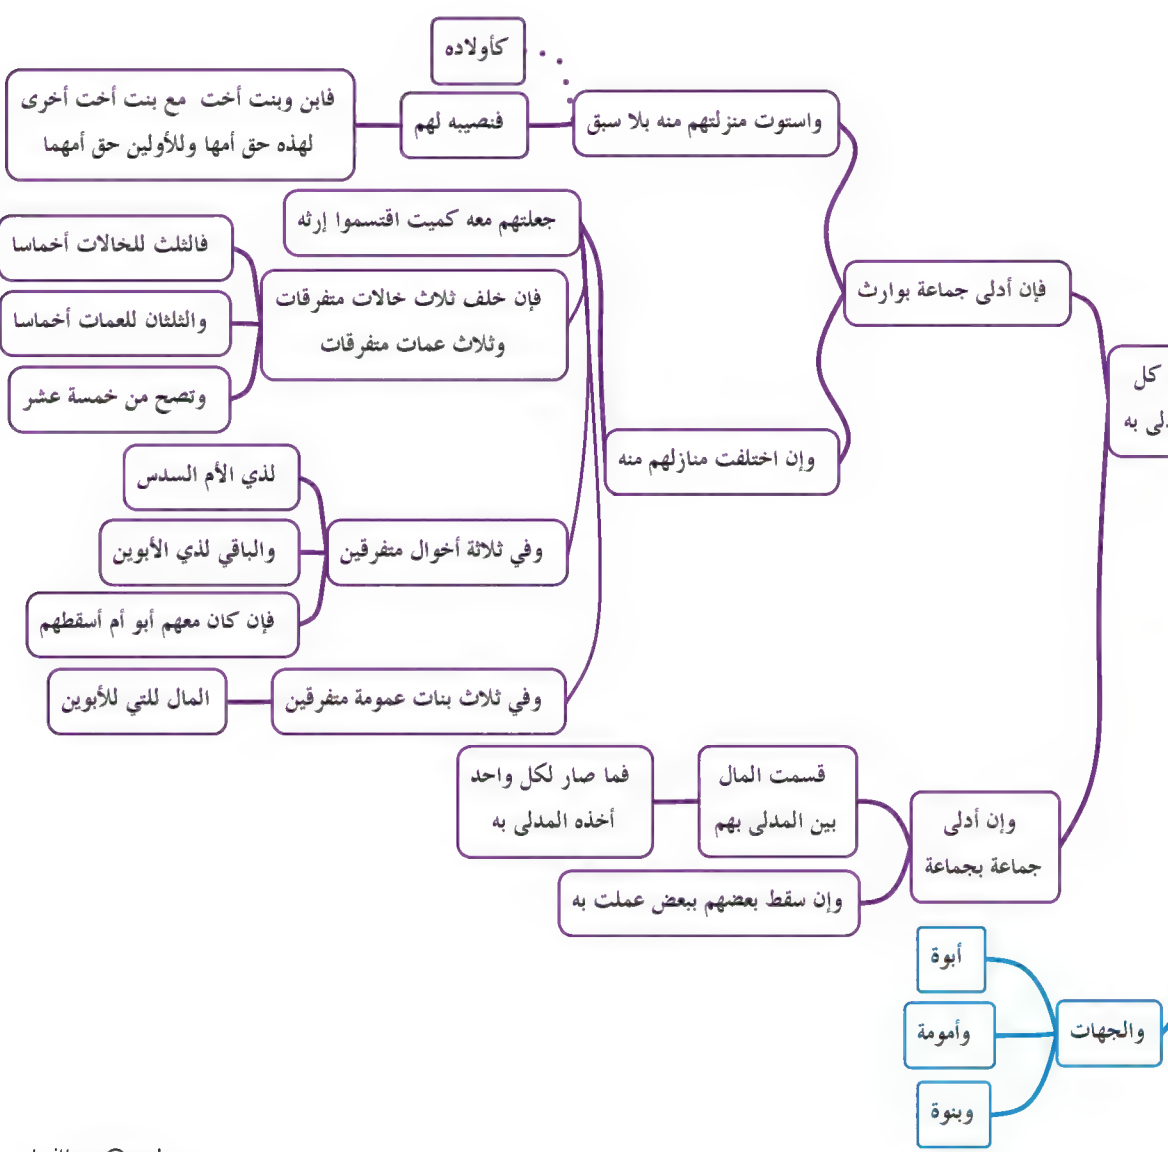 كل
فإن أدلى جماعة بوارث
واستوت منزلتهم منه بلا سبق
كأولاده
فنصيبه لهم
فابن وبنت أخت مع بنت أخت أخرى
لهذه حق أمها وللأولين حق أمهما
وإن اختلفت منازلهم منه
جعلتهم معه كميت اقتسموا إرثه
فإن خلف ثلاث خالات متفرقات
وثلاث عمات متفرقات
فالثلث للخالات أخماسا
والثلثان للعمات أخماسا
وتصح من خمسة عشر
وفي ثلاثة أخوال متفرقين
لذي الأم السدس
والباقي لذي الأبوين
فإن كان معهم أبو أم أسقطهم
وفي ثلاث بنات عمومة متفرقين
المال للتي للأبوين
وإن أدلى
جماعة بجماعة
قسمت المال
بين المدلى بهم
فما صار لكل واحد
أخذه المدلى به
وإن سقط بعضهم ببعض عملت به
والجهات
أبوة
وأمومة
وبنوة